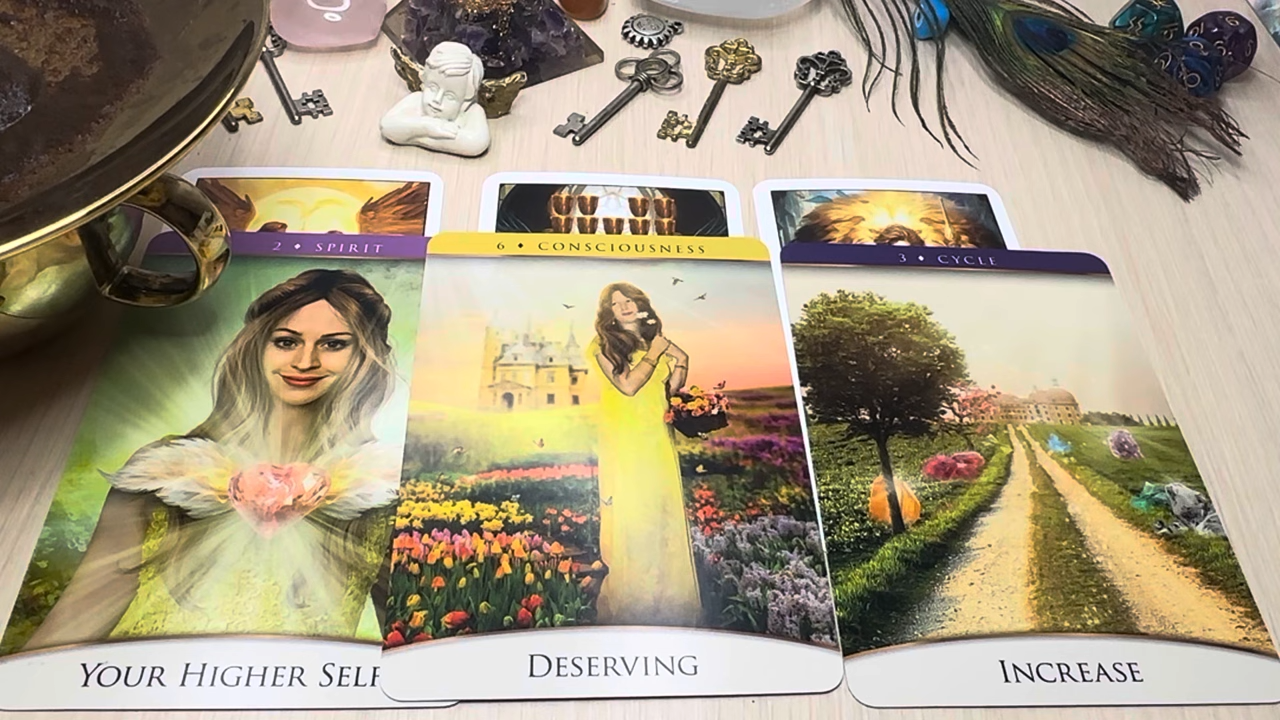 2 • SPIRIT
6 • CONSCIOUSNESS
3 • CYCLE
YOUR HIGHER SELF
DESERVING
INCREASE